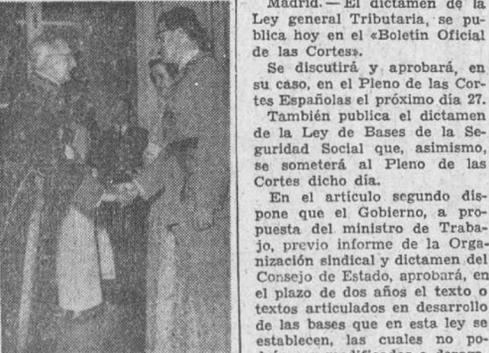 Madrid. — El dictamen de la
Ley general Tributaria, se pu-
blica hoy en el «Boletín Oficial
de las Cortes».
Se discutirá y aprobará, en
su caso, en el Pleno de las Cor-
tes Españolas el próximo día 27.
También publica el dictamen
de la Ley de Bases de la Se-
guridad Social que, asimismo,
se someterá al Pleno de las
Cortes dicho día.
En el artículo segundo dis-
pone que el Gobierno, a pro-
puesta del ministro de Traba-
jo, previo informe de la Orga-
nización sindical y dictamen del
Consejo de Estado, aprobará, en
el plazo de dos años el texto o
textos articulados en desarrollo
de las bases que en esta ley se
establecen, las cuales no po-